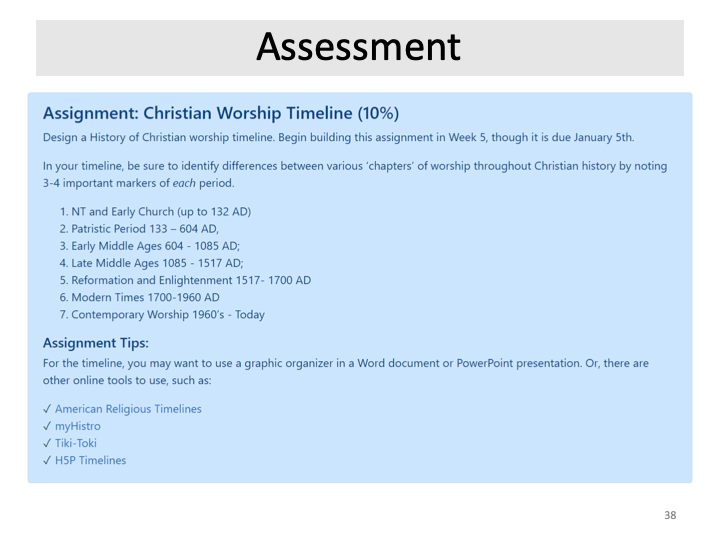 Assessment
Assignment: Christian Worship Timeline (10%)
Design a History of Christian worship timeline. Begin building this assignment in Week 5, though it is due January 5th.
In your timeline, be sure to identify differences between various 'chapters' of worship throughout Christian history by noting
3-4 important markers of each period.
1. NT and Early Church (up to 132 AD)
2. Patristic Period 133 – 604 AD,
3. Early Middle Ages 604 - 1085 AD;
4. Late Middle Ages 1085 - 1517 AD;
5. Reformation and Enlightenment 1517- 1700 AD
6. Modern Times 1700-1960 AD
7. Contemporary Worship 1960's - Today
Assignment Tips:
For the timeline, you may want to use a graphic organizer in a Word document or PowerPoint presentation. Or, there are
other online tools to use, such as:
✓ American Religious Timelines
✓ myHistro
✓ Tiki-Toki
✓ H5P Timelines
38